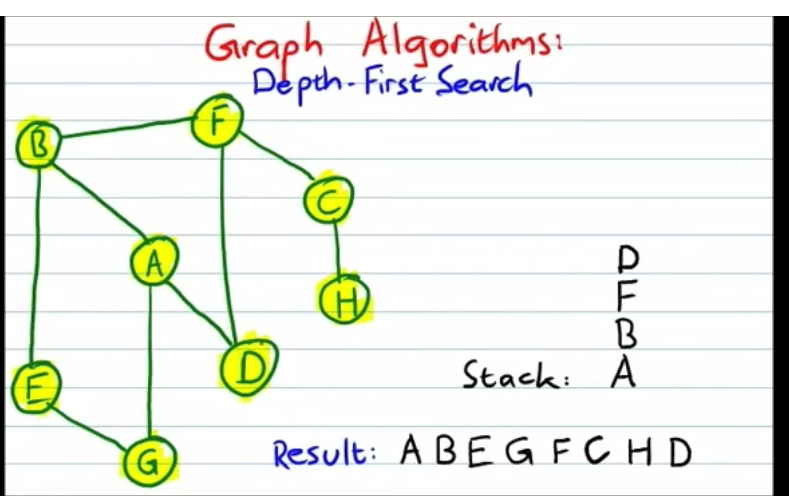 Graph Algorithms:
Depth-First Search
B
F
C
A
H
E
D
G
D
F
B
Stack: A
Result: A B E G F C H D